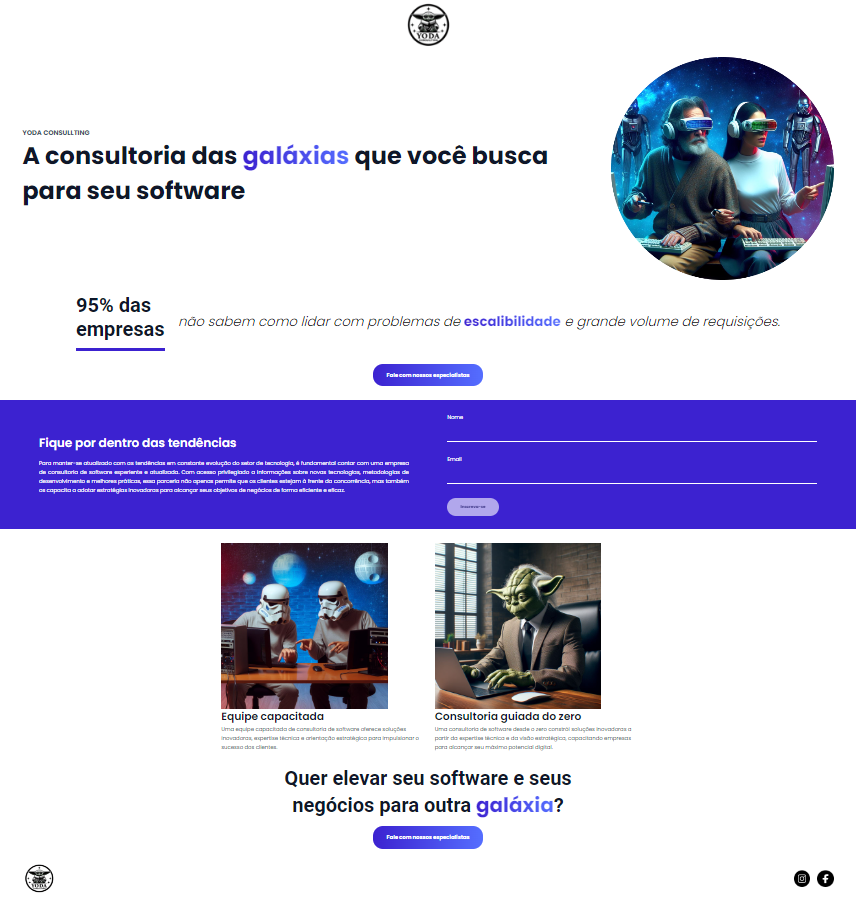 YODA
YODA CONSULLTING
A consultoria das galáxias que você busca
para seu software
95% das
empresas
não sabem como lidar com problemas de escalibilidade e grande volume de requisições.
Fale com nossos especialistas
Fique por dentro das tendências
Para manter-se atualizado com as tendências em constante evolução do setor de tecnologia, é fundamental contar com uma empresa
de consultoria de software experiente e atualizada. Com acesso privilegiado a informações sobre novas tecnologias, metodologias de
desenvolvimento e melhores práticas, essa parceria não apenas permite que os clientes estejam à frente da concorrência, mas também
os capacita a adotar estratégias inovadoras para alcançar seus objetivos de negócios de forma eficiente e eficaz.
Nome
Email
Inscrever-se
Equipe capacitada
Uma equipe capacitada de consultoria de software oferece soluções
inovadoras, expertise técnica e orientação estratégica para impulsionar o
sucesso dos clientes.
Consultoria guiada do zero
Uma consultoria de software desde o zero constrói soluções inovadoras a
partir da expertise técnica e da visão estratégica, capacitando empresas
para alcançar seu máximo potencial digital.
Quer elevar seu software e seus
negócios para outra galáxia?
Fale com nossos especialistas
YODA